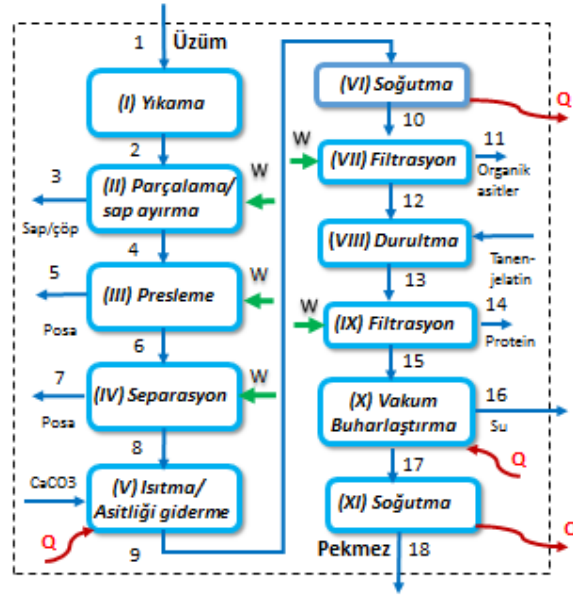 1
Üzüm
(I) Yıkama
2
3
Sap/çöp
(II) Parçalama/
sap ayırma
W
4
5
Posa
(III) Presleme
W
6
7
Posa
(IV) Separasyon
W
8
CaCO3
(V) Isıtma/
Asitliği giderme
Q
9
(VI) Soğutma
Q
10
W
(VII) Filtrasyon
11
Organik
asitler
12
(VIII) Durultma
Tanen-
jelatin
13
W
(IX) Filtrasyon
14
Protein
15
(X) Vakum
Buharlaştırma
16
Su
Q
17
(XI) Soğutma
Q
Pekmez
18